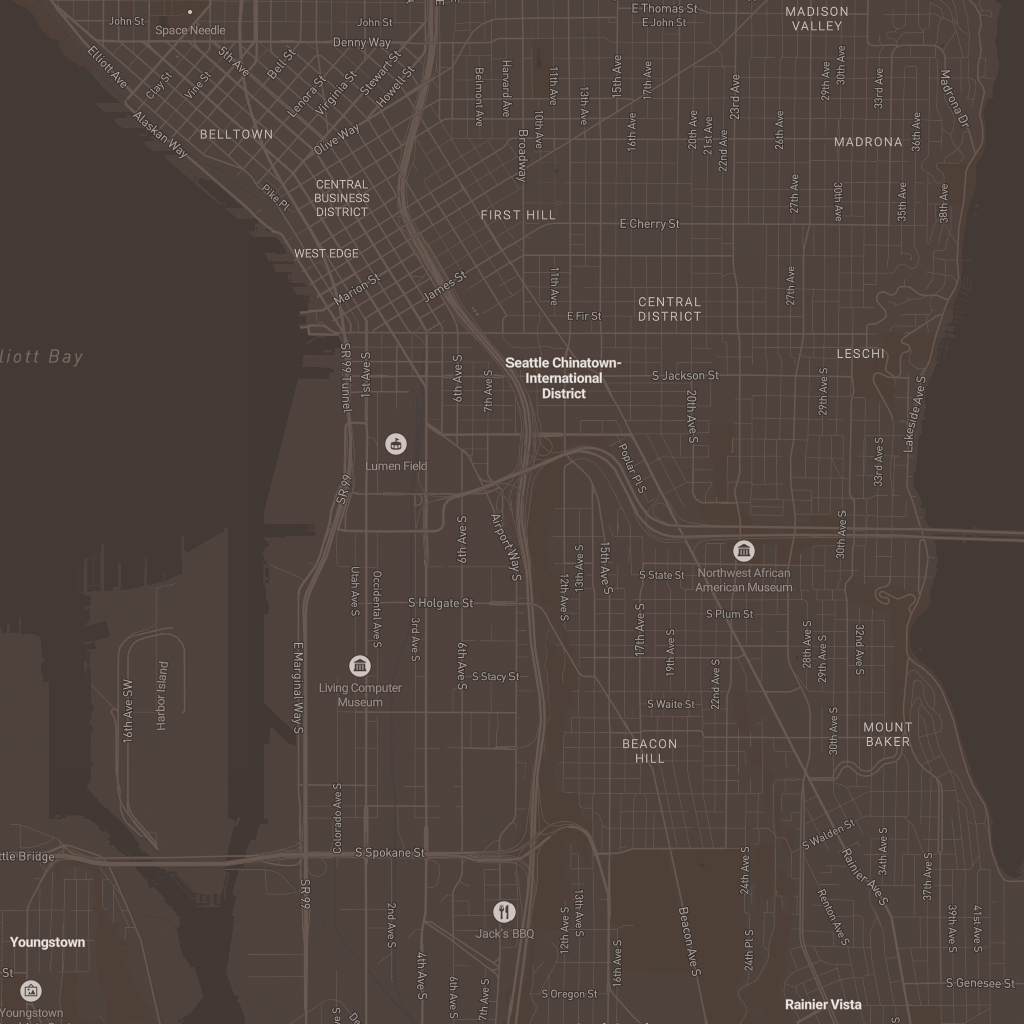 John St
Space Needle
John St
Denny Way
E Thomas St
E John St
MADISON
VALLEY
Elliott Ave
Clay St
Vine St
5th Ave
Bell St
Lenora St
Virginia St
Stewart St
Howell St
Olive Way
Belmont Ave
Harvard Ave
11th Ave
13th Ave
15th Ave
17th Ave
23rd Ave
29th Ave
30th Ave
33rd Ave
Madrona Dr
Alaskan Way
BELLTOWN
10th Ave
Broadway
16th Ave
20th Ave
21st Ave
22nd Ave
26th Ave
MADRONA
36th Ave
CENTRAL
BUSINESS
DISTRICT
Pike Pl
FIRST HILL
E Cherry St
27th Ave
30th Ave
35th Ave
38th Ave
WEST EDGE
Marion St
James St
11th Ave
27th Ave
E Fir St
CENTRAL
DISTRICT
lliott Bay
LESCHI
SR 99 Tunnel
1st Ave S
6th Ave S
7th Ave S
Seattle Chinatown-
International
District
S Jackson St
20th Ave S
29th Ave S
Lakeside Ave S
Lumen Field
Poplar Pl S
33rd Ave S
SR 99
6th Ave S
Airport Way S
30th Ave S
Northwest African
American Museum
S State St
12th Ave S
13th Ave S
15th Ave S
Utah Ave S
Occidental Ave S
S Holgate St
S Plum St
3rd Ave S
17th Ave S
19th Ave S
28th Ave S
29th Ave S
32nd Ave S
E Marginal Way S
6th Ave S
S Stacy St
22nd Ave S
Living Computer
Museum
16th Ave SW
Harbor Island
S Waite St
30th Ave S
MOUNT
BAKER
BEACON
HILL
Colorado Ave S
S Walden St
ttle Bridge
S Spokane St
SR 99
24th Ave S
Rainier Ave S
34th Ave S
37th Ave S
2nd Ave S
Jack's BBQ
12th Ave S
13th Ave S
Beacon Ave S
24th Pl S
Renton Ave S
39th Ave S
41st Ave S
Youngstown
St
4th Ave S
6th Ave S
7th Ave S
16th Ave S
S Oregon St
S Genesee St
Rainier Vista
Youngstown